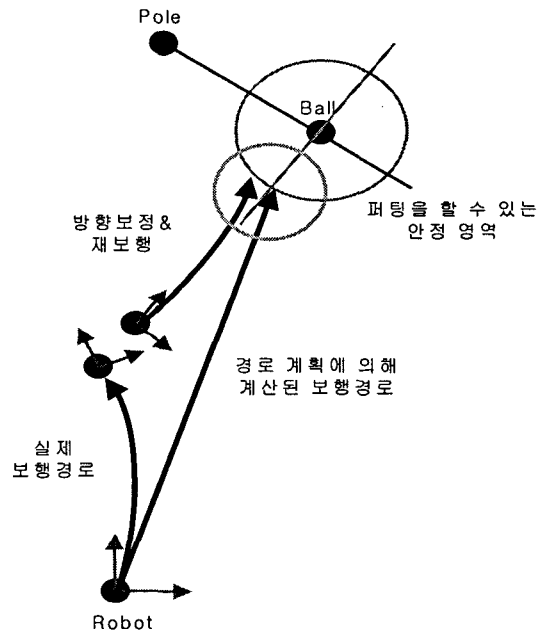 Pole
Ball
퍼팅을 할 수 있는
안정 영역
방향보정&
재보행
경로 계획에 의해
계산된 보행경로
실제
보행경로
Robot